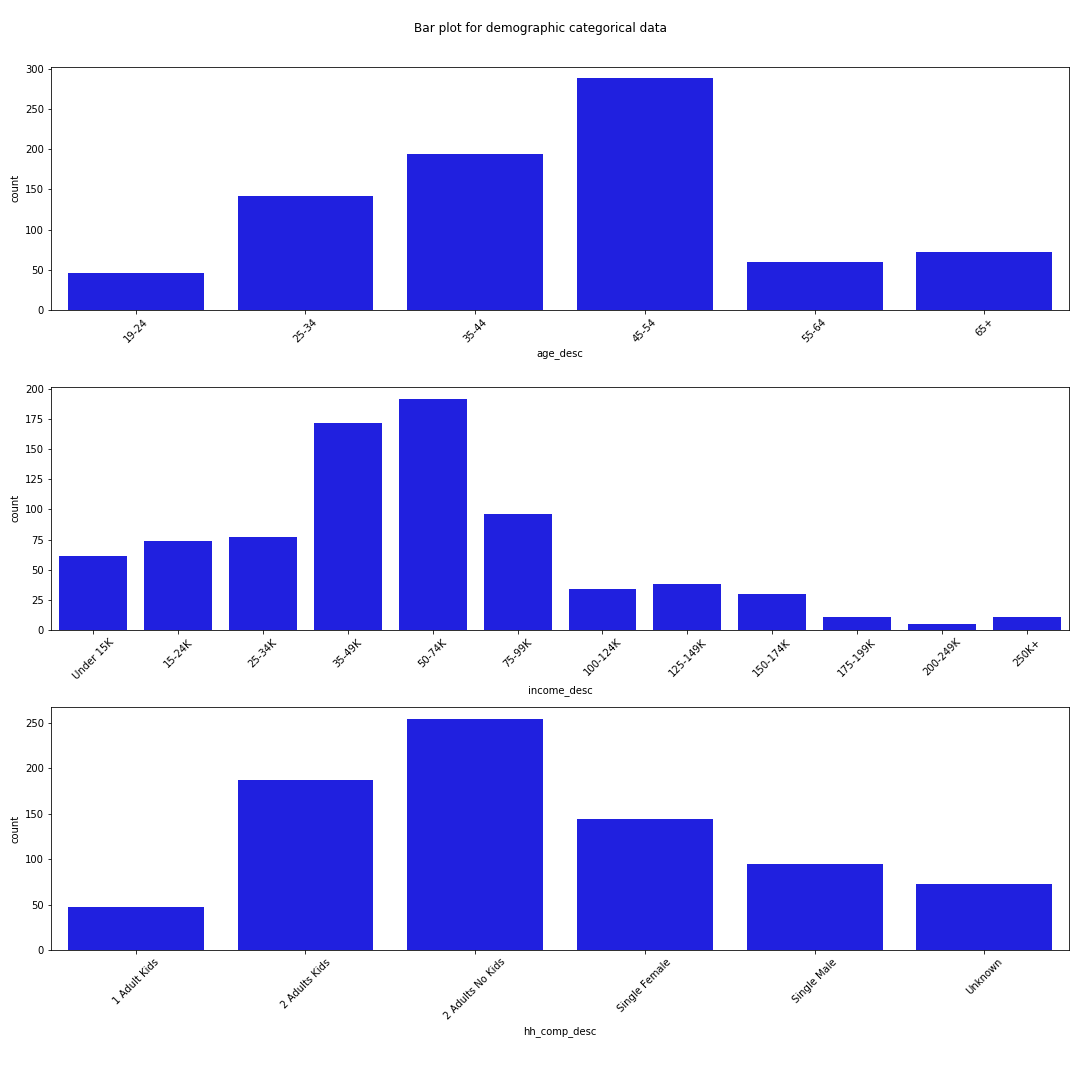 Bar plot for demographic categorical data
300
250
200
150
100
50
0
count
19-24 25-34 35-44 45-54 55-64 65+
age_desc
200
175
150
125
100
75
50
25
0
count
Under 15K 15-24K 25-34K 35-49K 50-74K 75-99K 100-124K 125-149K 150-174K 175-199K 200-249K 250K+
income_desc
250
200
150
100
50
0
count
1 Adult Kids 2 Adults Kids 2 Adults No Kids Single Female Single Male Unknown
hh_comp_desc